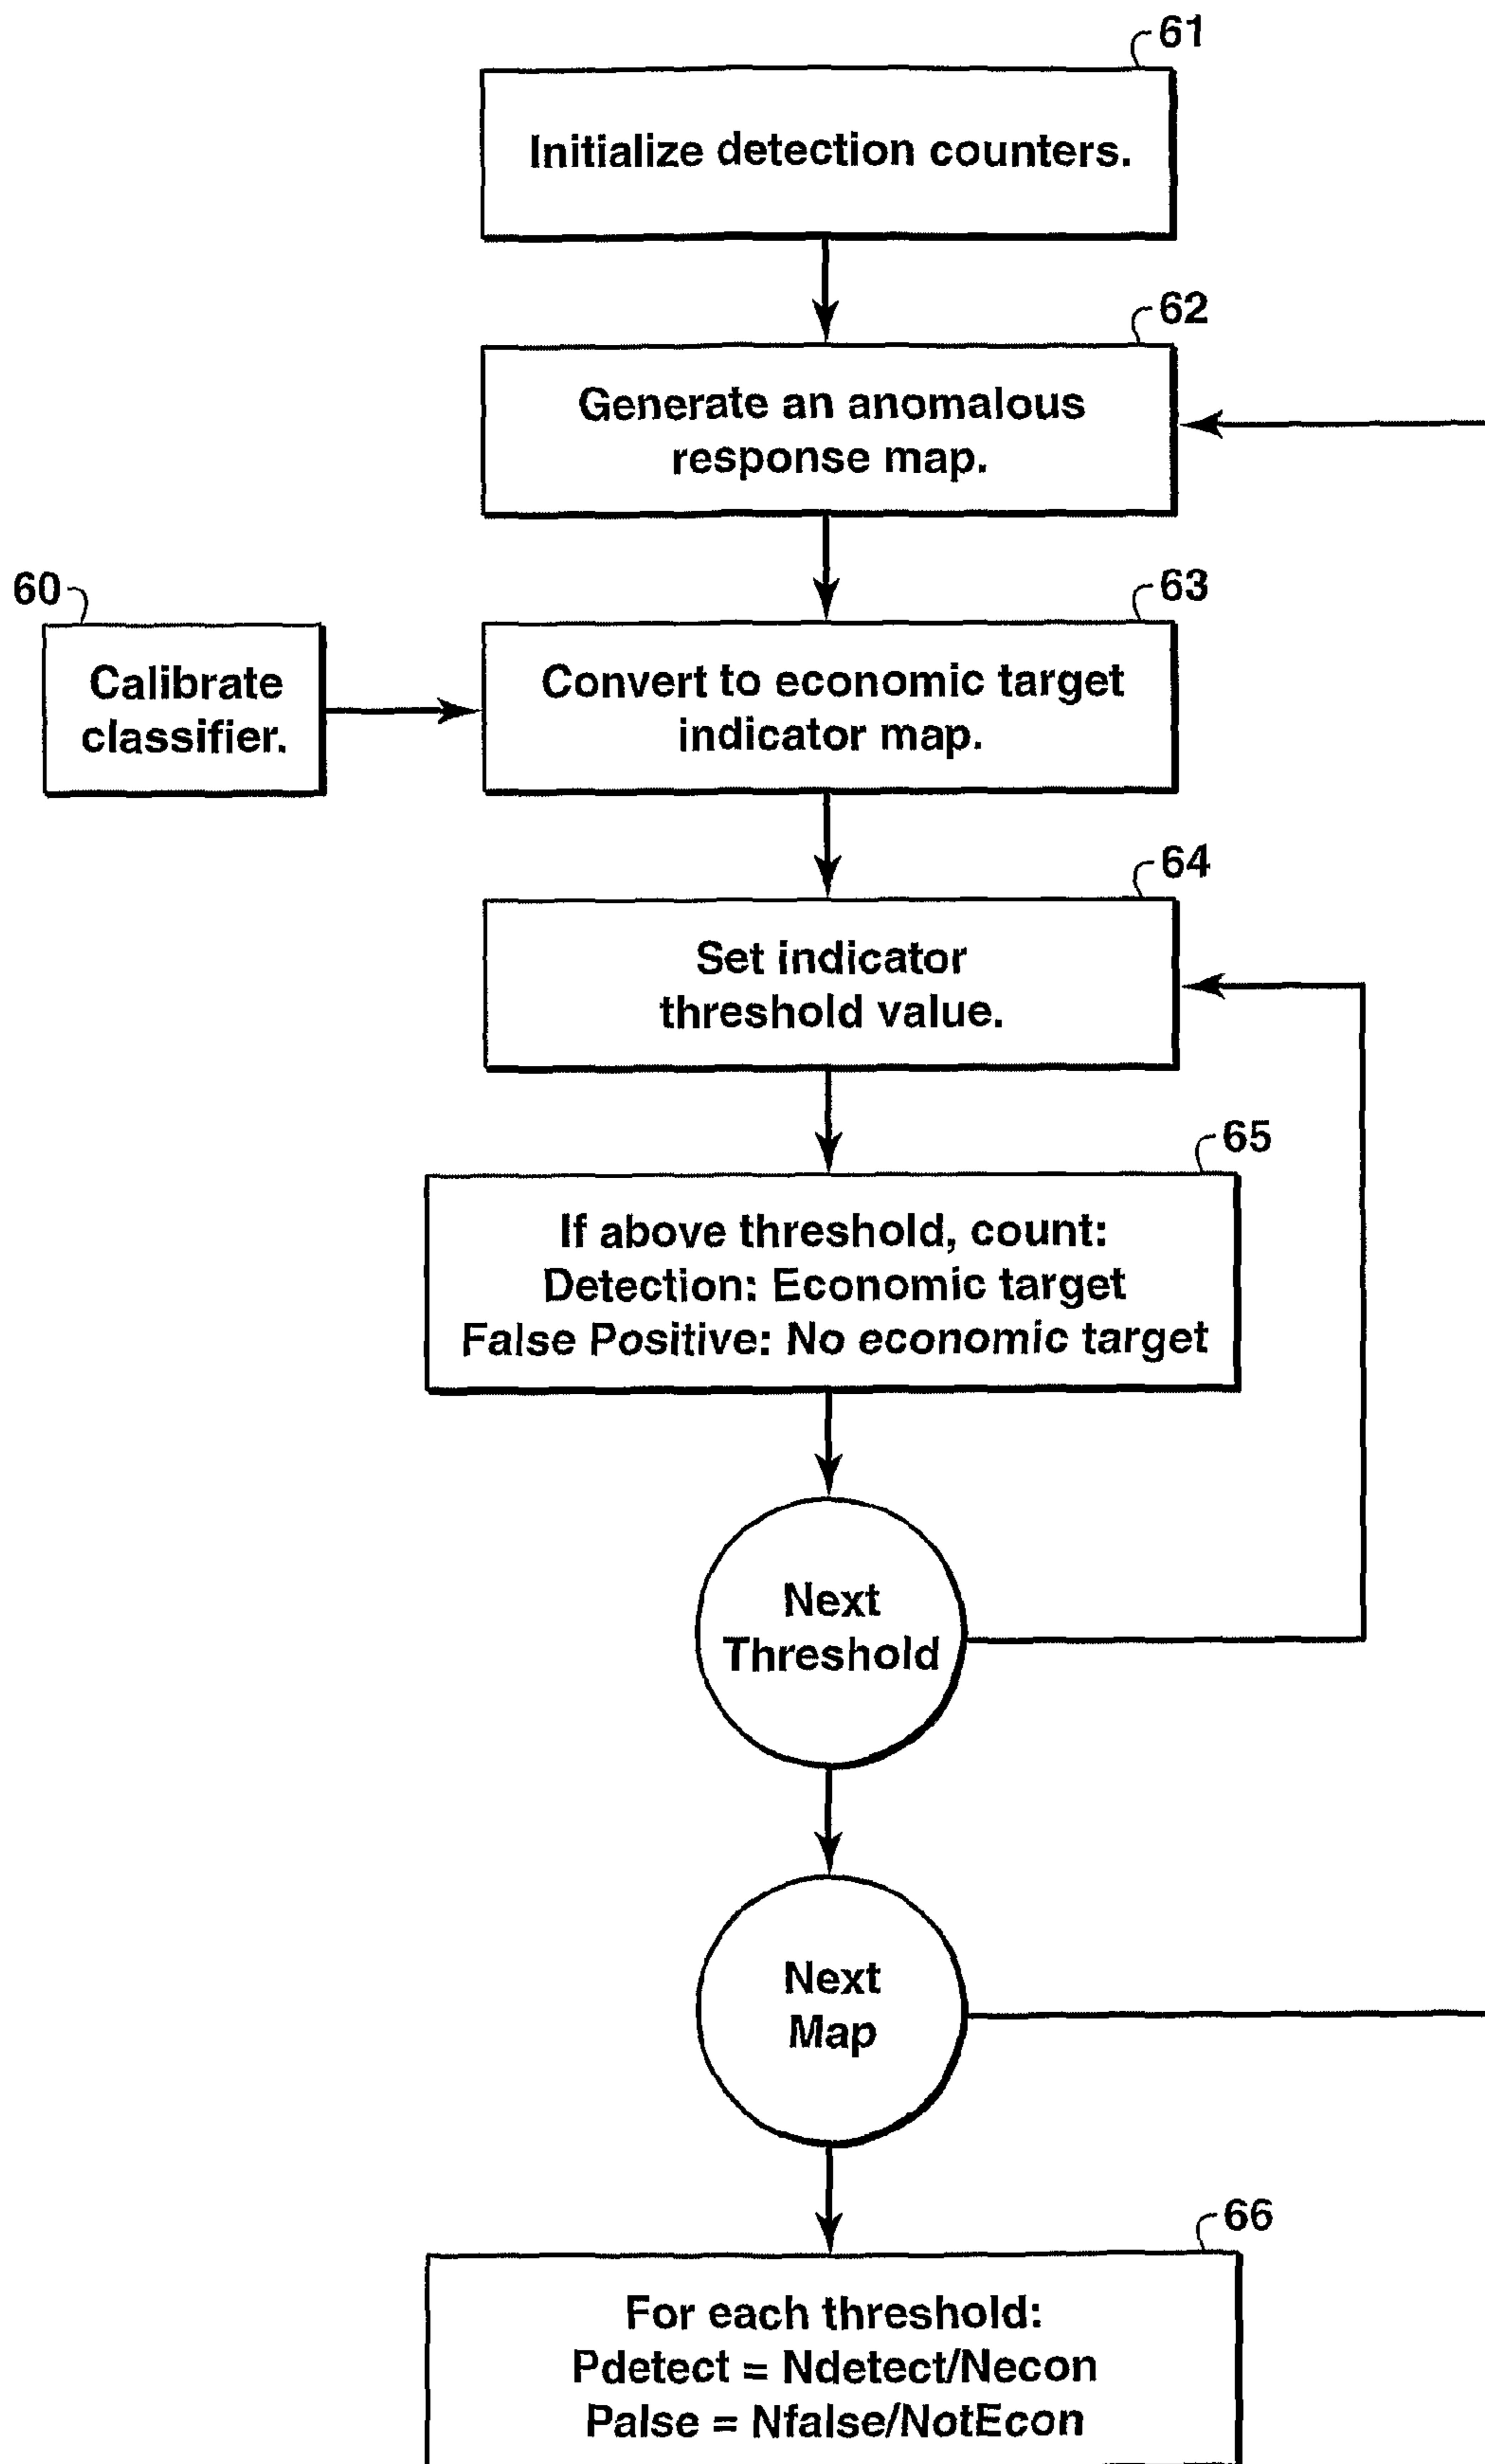 61
Initialize detection counters.
62
Generate an anomalous
response map.
60
Calibrate
classifier.
63
Convert to economic target
indicator map.
64
Set indicator
threshold value.
65
If above threshold, count:
Detection: Economic target
False Positive: No economic target
Next
Threshold
Next
Map
66
For each threshold:
Pdetect = Ndetect/Necon
Palse = Nfalse/NotEcon